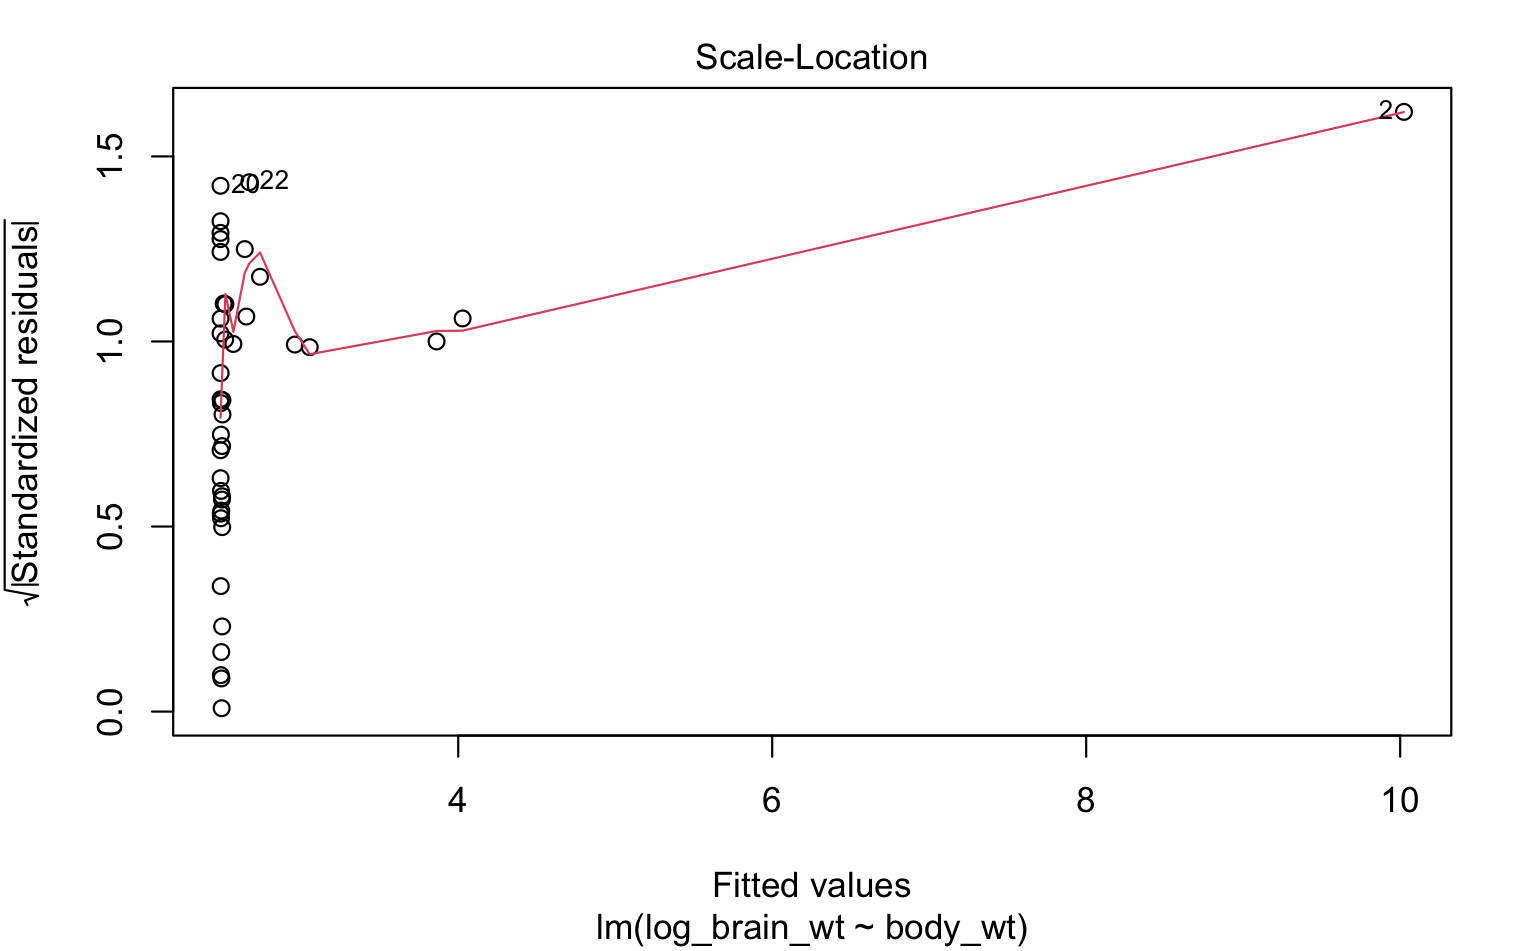 Scale-Location
√|Standardized residuals|
1.5
1.0
0.5
0.0
2
20
22
4 6 8 10
Fitted values
lm(log_brain_wt ~ body_wt)